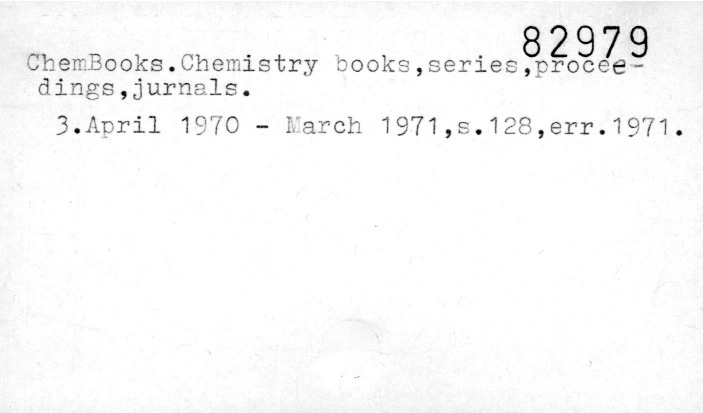 82979
ChemBooks.Chemistry books,series,procee-
dings,jurnals.
3.April 1970 - March 1971,s.128,err.1971.